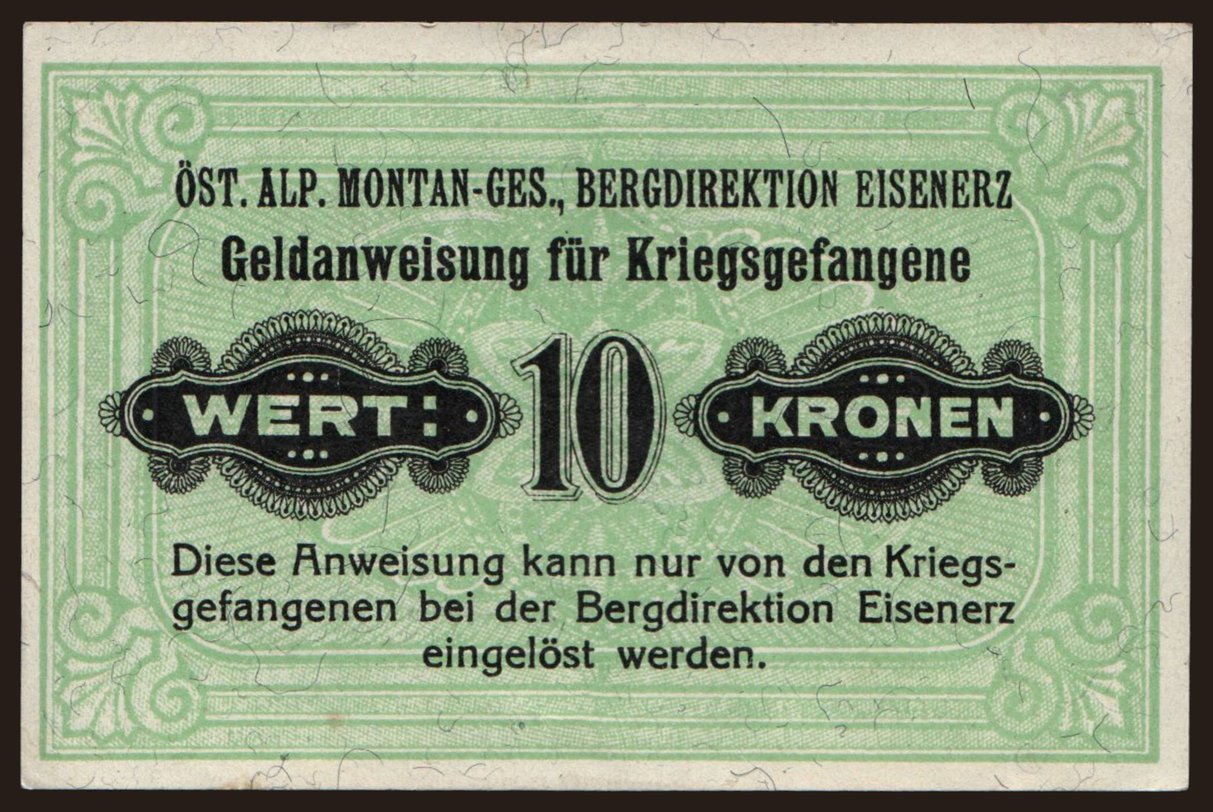 ÖST. ALP. MONTAN-GES., BERGDIREKTION EISENERZ
Geldanweisung für Kriegsgefangene
WERT: 10 KRONEN
Diese Anweisung kann nur von den Kriegs-
gefangenen bei der Bergdirektion Eisenerz
eingelöst werden.